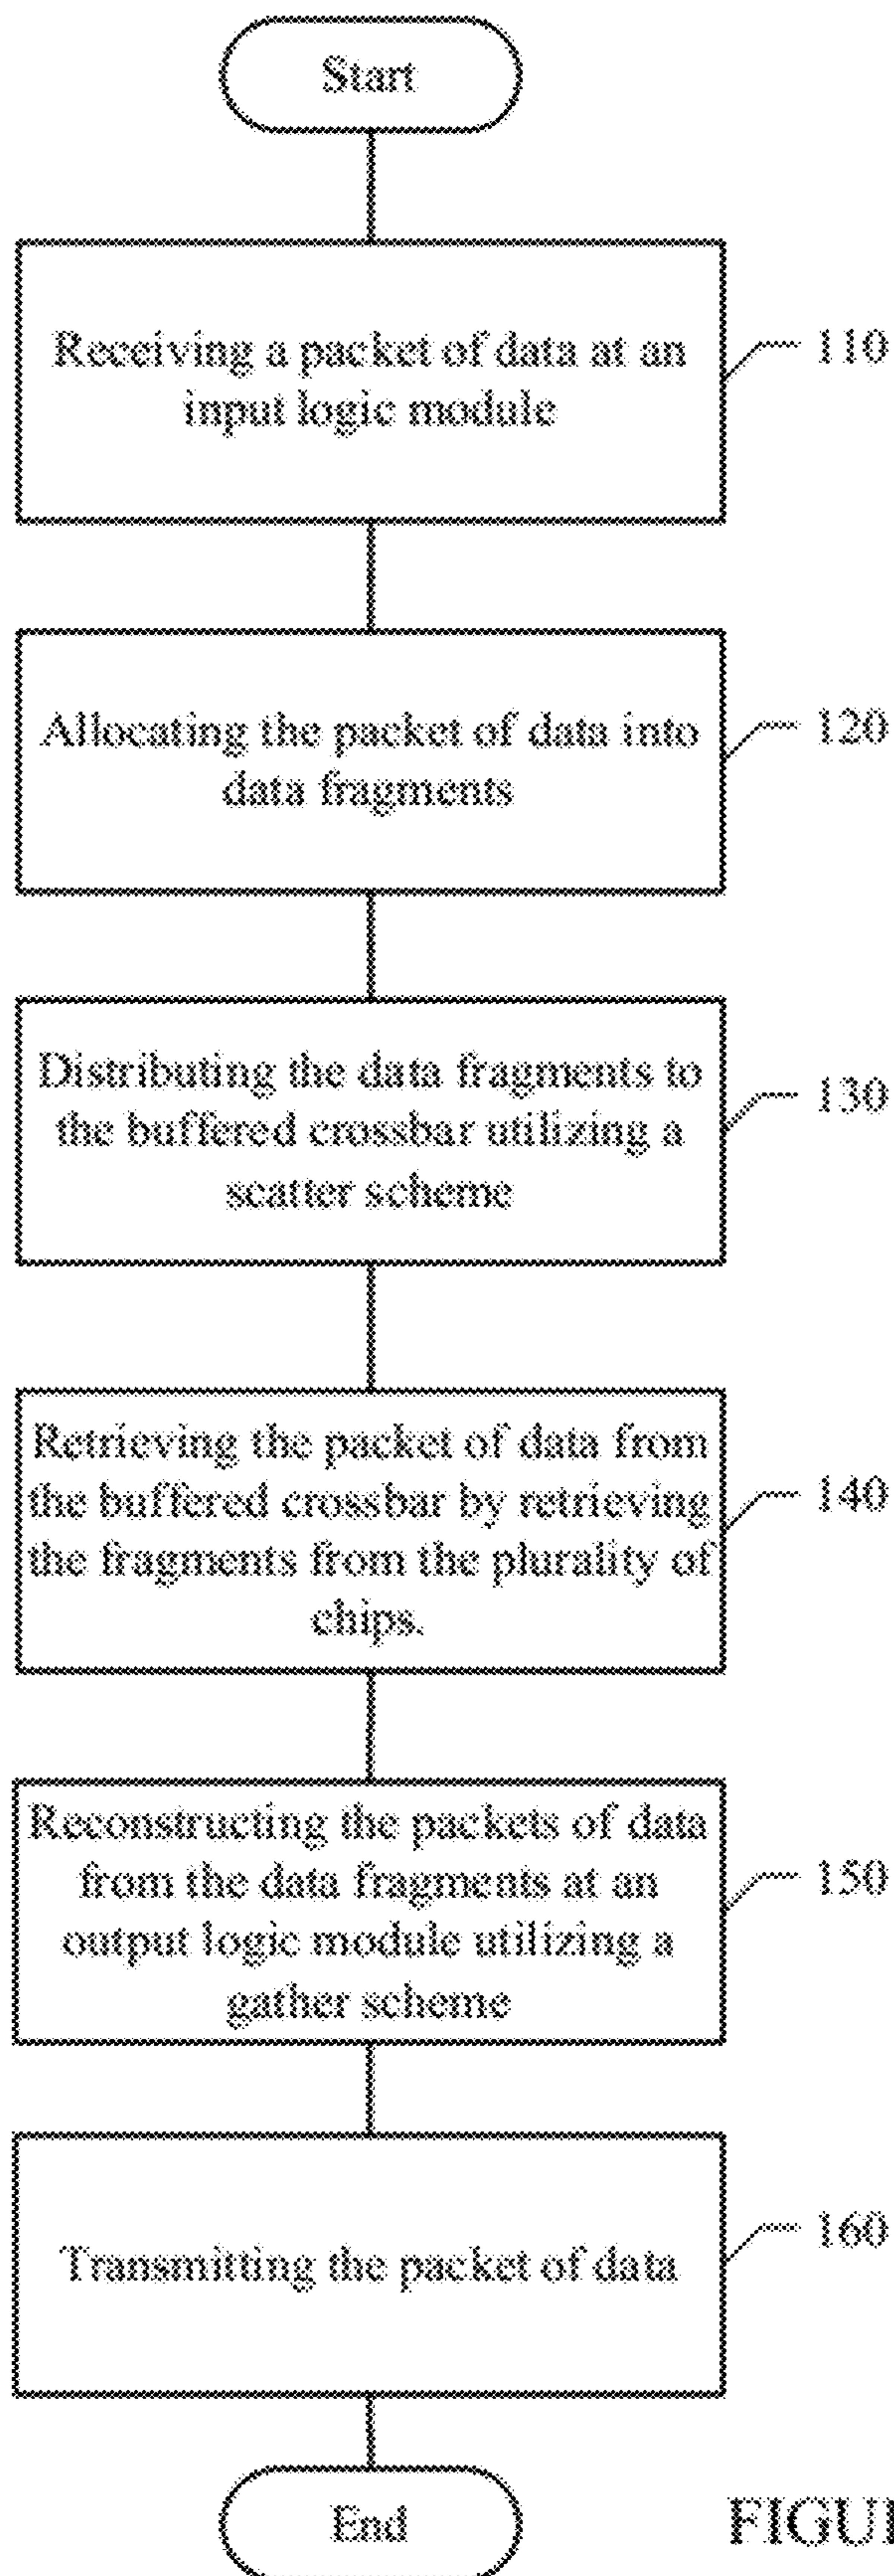 Start
Receiving a packet of data at an
input logic module
110
Allocating the packet of data into
data fragments
120
Distributing the data fragments to
the buffered crossbar utilizing a
scatter scheme
130
Retrieving the packet of data from
the buffered crossbar by retrieving
the fragments from the plurality of
chips.
140
Reconstructing the packets of data
from the data fragments at an
output logic module utilizing a
gather scheme
150
Transmitting the packet of data
160
End